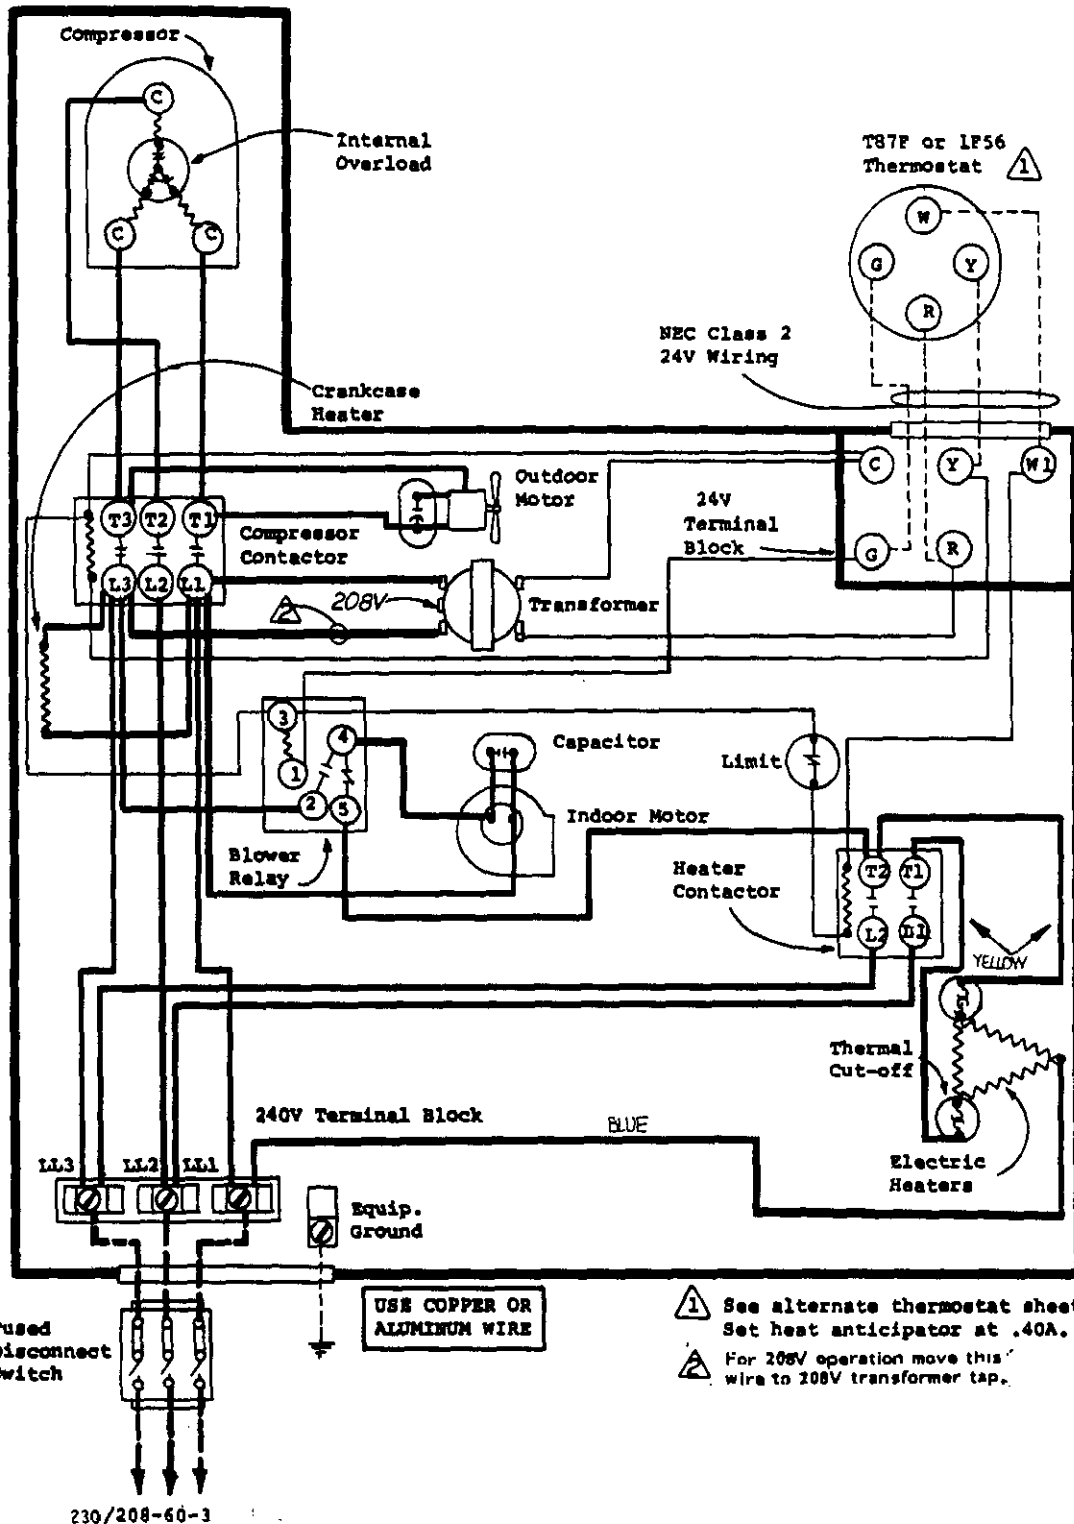 Compressor
C
Internal
Overload
C
C
T87F or 1F56
Thermostat 1
W
G
Y
R
NEC Class 2
24V Wiring
Crankcase
Heater
C
Y
W1
Outdoor
Motor
24V
Terminal
Block
G
R
T3
T2
T1
Compressor
Contactor
L3
L2
L1
2
208V
Transformer
3
4
1
2
5
Capacitor
Limit
Indoor Motor
Blower
Relay
Heater
Contactor
T2
T1
L2
YELLOW
Thermal
Cut-off
240V Terminal Block
BLUE
LL3
LL2
LL1
Electric
Heaters
Equip.
Ground
USE COPPER OR
ALUMINUM WIRE
1 See alternate thermostat sheet
Set heat anticipator at .40A.
2 For 208V operation move this
wire to 208V transformer tap.
used
isconnect
witch
230/208-60-3